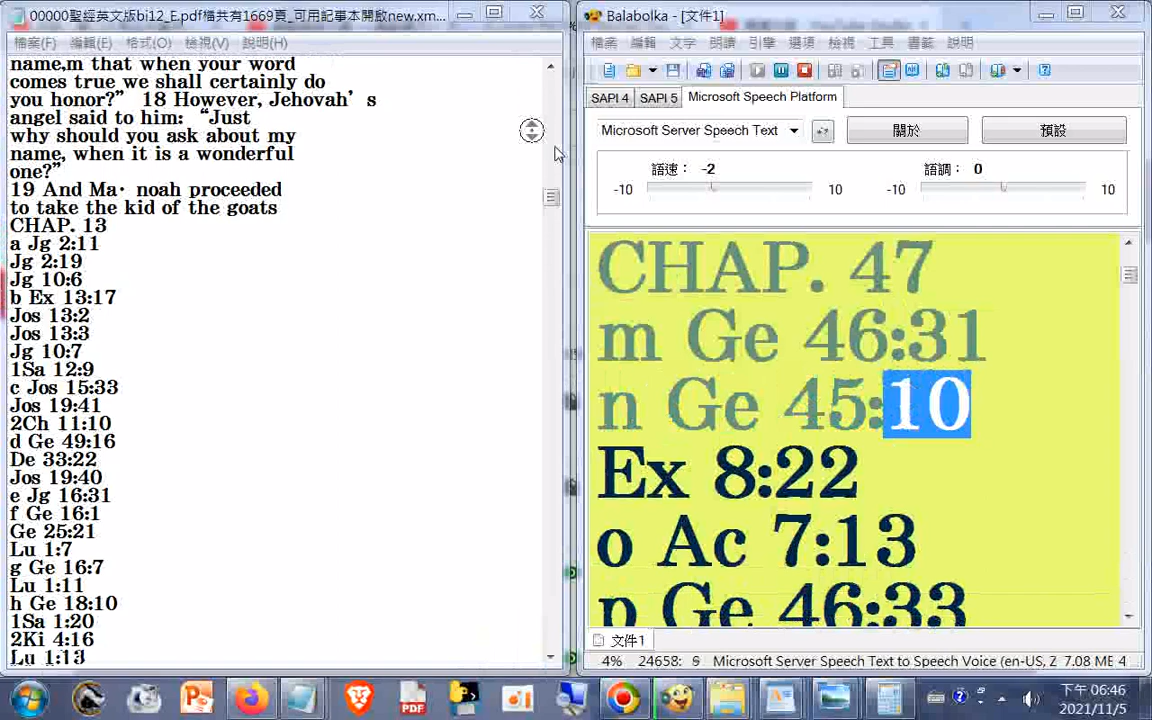 00000聖經英文版bi12_E.pdf檔共有1669頁_可用記事本開啟new.xm...
檔案(F) 編輯(E) 格式(O) 檢視(V) 說明(H)
name,m that when your word
comes true we shall certainly do
you honor?” 18 However, Jehovah’s
angel said to him: “Just
why should you ask about my
name, when it is a wonderful
one?”
19 And Ma· noah proceeded
to take the kid of the goats
CHAP. 13
a Jg 2:11
Jg 2:19
Jg 10:6
b Ex 13:17
Jos 13:2
Jos 13:3
Jg 10:7
1Sa 12:9
c Jos 15:33
Jos 19:41
2Ch 11:10
d Ge 49:16
De 33:22
Jos 19:40
e Jg 16:31
f Ge 16:1
Ge 25:21
Lu 1:7
g Ge 16:7
Lu 1:11
h Ge 18:10
1Sa 1:20
2Ki 4:16
Lu 1:13
Balabolka - [文件1]
檔案 編輯 文字 朗讀 引擎 選項 檢視 工具 書籤 說明
SAPI 4 SAPI 5 Microsoft Speech Platform
Microsoft Server Speech Text 關於 預設
語速： -2 語調： 0
-10 10 -10 10
CHAP. 47
m Ge 46:31
n Ge 45:10
Ex 8:22
o Ac 7:13
p Ge 46:33
文件1
4% 24658: 9 Microsoft Server Speech Text to Speech Voice (en-US, Z 7.08 ME 4
PDF
下午 06:46
2021/11/5